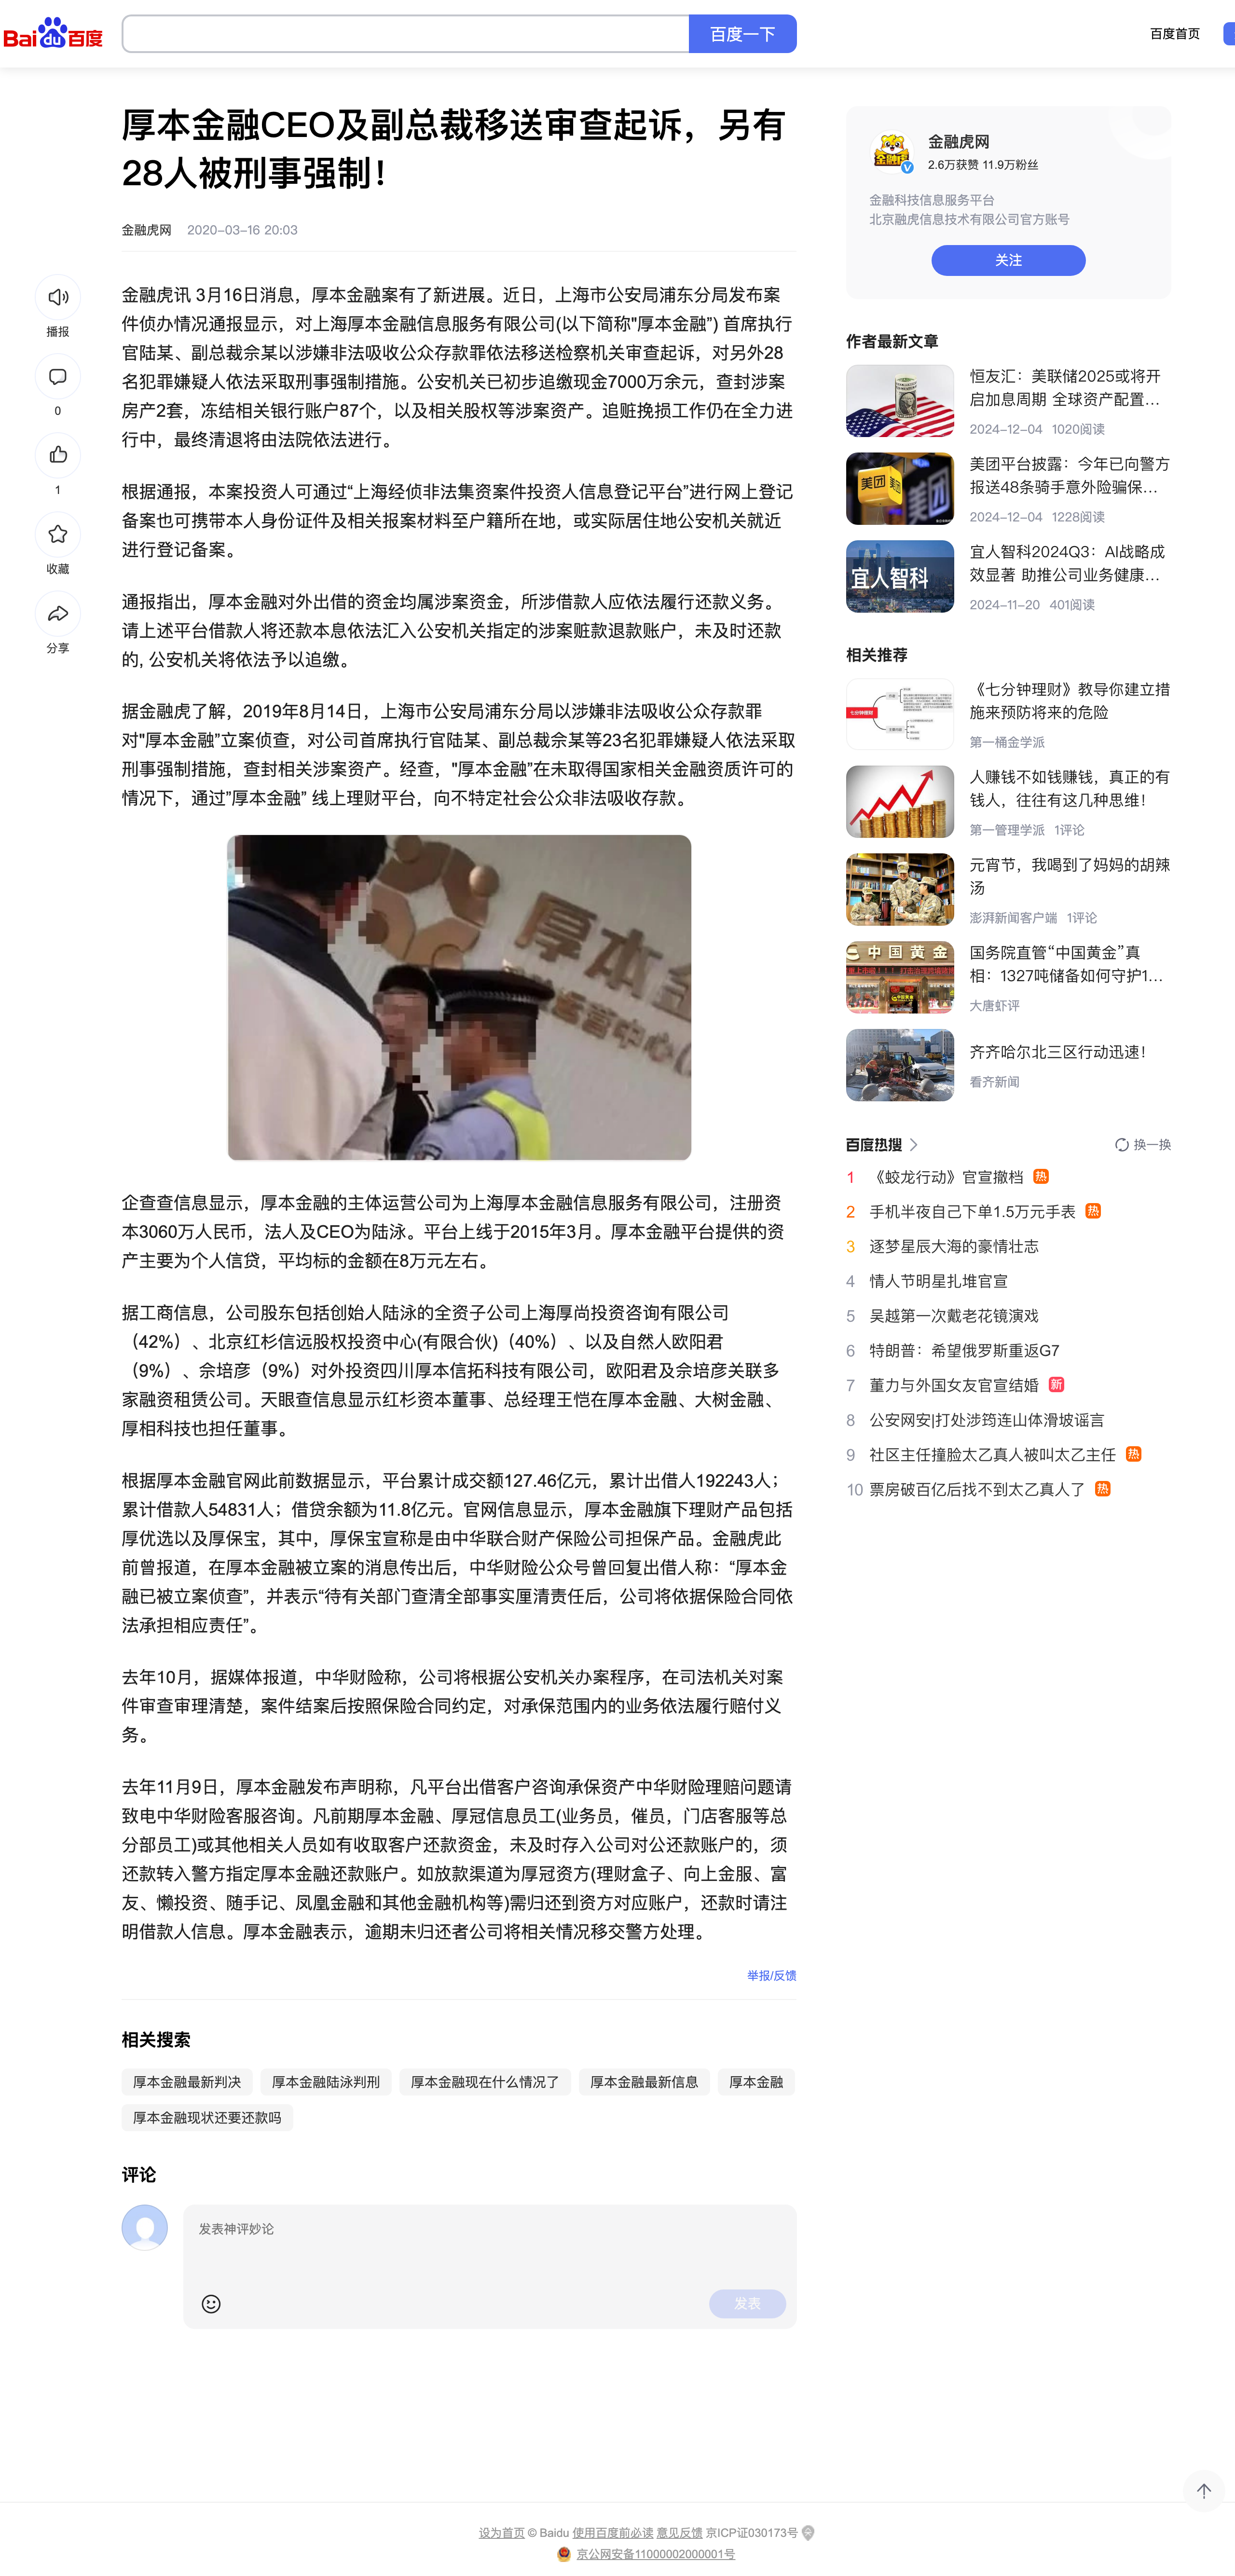 Bai du 百度
百度一下
百度首页
厚本金融CEO及副总裁移送审查起诉，另有
28人被刑事强制！
金融虎网 2020-03-16 20:03
播报
0
1
收藏
分享
金融虎讯 3月16日消息，厚本金融案有了新进展。近日，上海市公安局浦东分局发布案
件侦办情况通报显示，对上海厚本金融信息服务有限公司(以下简称"厚本金融”) 首席执行
官陆某、副总裁佘某以涉嫌非法吸收公众存款罪依法移送检察机关审查起诉，对另外28
名犯罪嫌疑人依法采取刑事强制措施。公安机关已初步追缴现金7000万余元，查封涉案
房产2套，冻结相关银行账户87个，以及相关股权等涉案资产。追赃挽损工作仍在全力进
行中，最终清退将由法院依法进行。
根据通报，本案投资人可通过“上海经侦非法集资案件投资人信息登记平台”进行网上登记
备案也可携带本人身份证件及相关报案材料至户籍所在地，或实际居住地公安机关就近
进行登记备案。
通报指出，厚本金融对外出借的资金均属涉案资金，所涉借款人应依法履行还款义务。
请上述平台借款人将还款本息依法汇入公安机关指定的涉案赃款退款账户，未及时还款
的, 公安机关将依法予以追缴。
据金融虎了解，2019年8月14日，上海市公安局浦东分局以涉嫌非法吸收公众存款罪
对"厚本金融”立案侦查，对公司首席执行官陆某、副总裁佘某等23名犯罪嫌疑人依法采取
刑事强制措施，查封相关涉案资产。经查，"厚本金融”在未取得国家相关金融资质许可的
情况下，通过”厚本金融” 线上理财平台，向不特定社会公众非法吸收存款。
企查查信息显示，厚本金融的主体运营公司为上海厚本金融信息服务有限公司，注册资
本3060万人民币，法人及CEO为陆泳。平台上线于2015年3月。厚本金融平台提供的资
产主要为个人信贷，平均标的金额在8万元左右。
据工商信息，公司股东包括创始人陆泳的全资子公司上海厚尚投资咨询有限公司
（42%）、北京红杉信远股权投资中心(有限合伙)（40%）、以及自然人欧阳君
（9%）、佘培彦（9%）对外投资四川厚本信拓科技有限公司，欧阳君及佘培彦关联多
家融资租赁公司。天眼查信息显示红杉资本董事、总经理王恺在厚本金融、大树金融、
厚相科技也担任董事。
根据厚本金融官网此前数据显示，平台累计成交额127.46亿元，累计出借人192243人；
累计借款人54831人；借贷余额为11.8亿元。官网信息显示，厚本金融旗下理财产品包括
厚优选以及厚保宝，其中，厚保宝宣称是由中华联合财产保险公司担保产品。金融虎此
前曾报道，在厚本金融被立案的消息传出后，中华财险公众号曾回复出借人称：“厚本金
融已被立案侦查”，并表示“待有关部门查清全部事实厘清责任后，公司将依据保险合同依
法承担相应责任”。
去年10月，据媒体报道，中华财险称，公司将根据公安机关办案程序，在司法机关对案
件审查审理清楚，案件结案后按照保险合同约定，对承保范围内的业务依法履行赔付义
务。
去年11月9日，厚本金融发布声明称，凡平台出借客户咨询承保资产中华财险理赔问题请
致电中华财险客服咨询。凡前期厚本金融、厚冠信息员工(业务员，催员，门店客服等总
分部员工)或其他相关人员如有收取客户还款资金，未及时存入公司对公还款账户的，须
还款转入警方指定厚本金融还款账户。如放款渠道为厚冠资方(理财盒子、向上金服、富
友、懒投资、随手记、凤凰金融和其他金融机构等)需归还到资方对应账户，还款时请注
明借款人信息。厚本金融表示，逾期未归还者公司将相关情况移交警方处理。
举报/反馈
相关搜索
厚本金融最新判决 厚本金融陆泳判刑 厚本金融现在什么情况了 厚本金融最新信息 厚本金融
厚本金融现状还要还款吗
评论
发表神评妙论
发表
金融虎
金融虎网
2.6万获赞 11.9万粉丝
金融科技信息服务平台
北京融虎信息技术有限公司官方账号
关注
作者最新文章
恒友汇：美联储2025或将开
启加息周期 全球资产配置...
2024-12-04 1020阅读
美团
美团
美团平台披露：今年已向警方
报送48条骑手意外险骗保...
2024-12-04 1228阅读
宜人智科
宜人智科2024Q3：AI战略成
效显著 助推公司业务健康...
2024-11-20 401阅读
相关推荐
七分钟理财
《七分钟理财》教导你建立措
施来预防将来的危险
第一桶金学派
人赚钱不如钱赚钱，真正的有
钱人，往往有这几种思维！
第一管理学派 1评论
元宵节，我喝到了妈妈的胡辣
汤
澎湃新闻客户端 1评论
中国黄金
国务院直管“中国黄金”真
相：1327吨储备如何守护1...
大唐虾评
齐齐哈尔北三区行动迅速！
看齐新闻
百度热搜
换一换
1 《蛟龙行动》官宣撤档 热
2 手机半夜自己下单1.5万元手表 热
3 逐梦星辰大海的豪情壮志
4 情人节明星扎堆官宣
5 吴越第一次戴老花镜演戏
6 特朗普：希望俄罗斯重返G7
7 董力与外国女友官宣结婚 新
8 公安网安|打处涉筠连山体滑坡谣言
9 社区主任撞脸太乙真人被叫太乙主任 热
10 票房破百亿后找不到太乙真人了 热
设为首页 © Baidu 使用百度前必读 意见反馈 京ICP证030173号
京公网安备11000002000001号